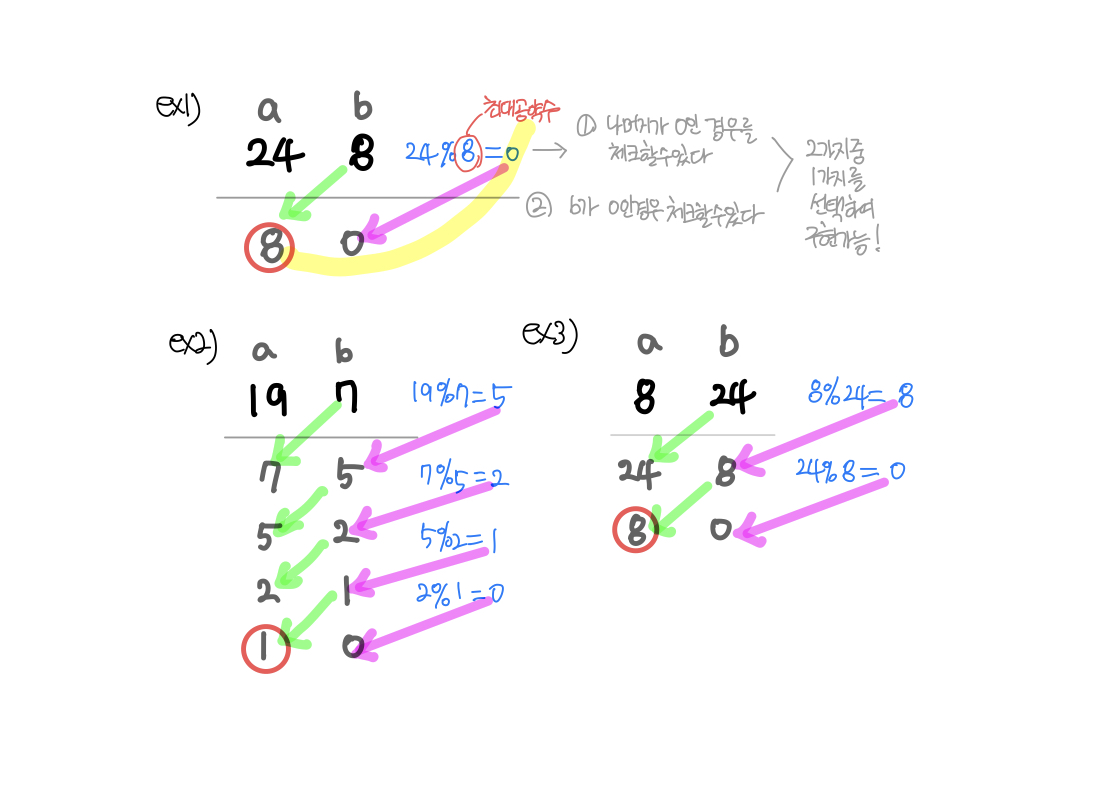 ex1)
a b
최대공약수
24 8 24%8=0 → ① 나머지가 0인 경우를
체크할수있다
8 0 ② b가 0인경우 체크할수있다
2가지중
1가지를
선택하여
구현가능!
ex2)
a b
19 7 19%7=5
7 5 7%5=2
5 2 5%2=1
2 1 2%1=0
1 0
ex3)
a b
8 24 8%24=8
24 8 24%8=0
8 0